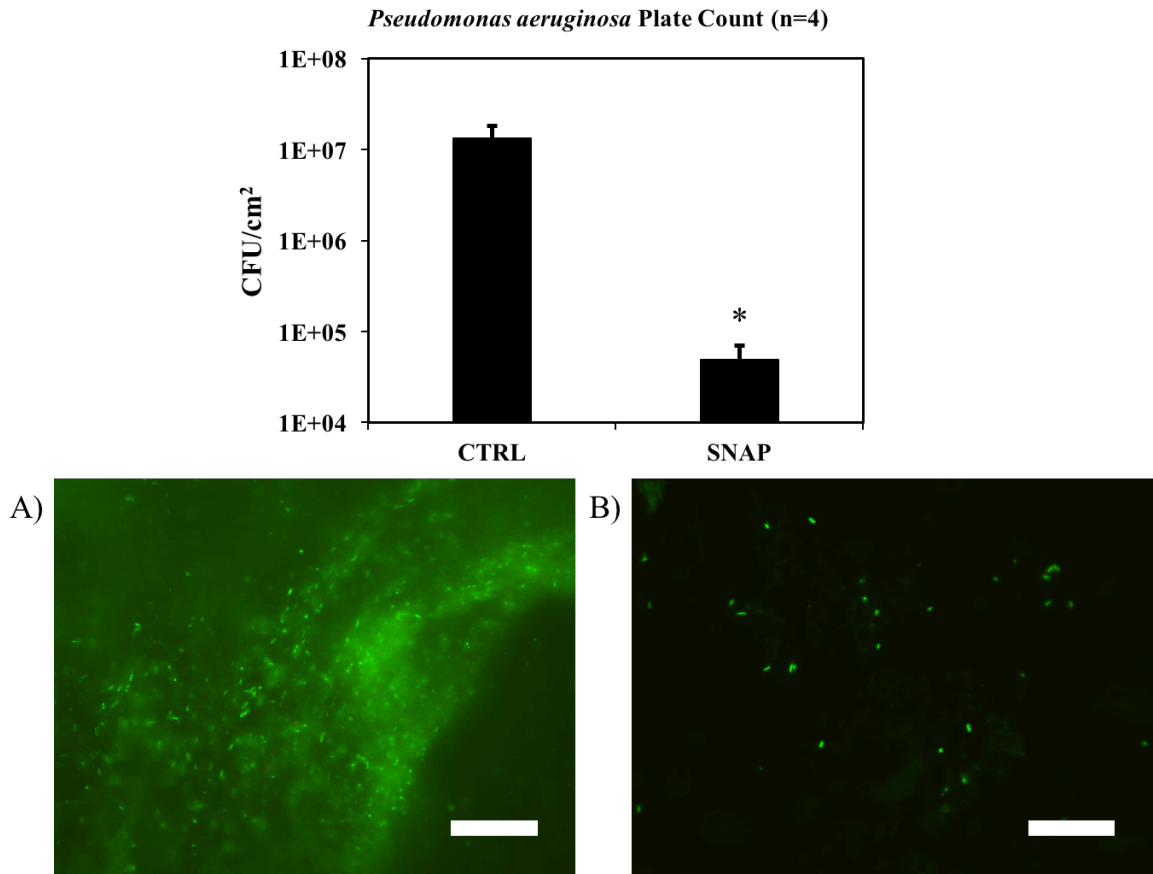 Pseudomonas aeruginosa Plate Count (n=4)
1E+08
1E+07
1E+06
1E+05
1E+04
CFU/cm²
*
CTRL SNAP
A)
B)